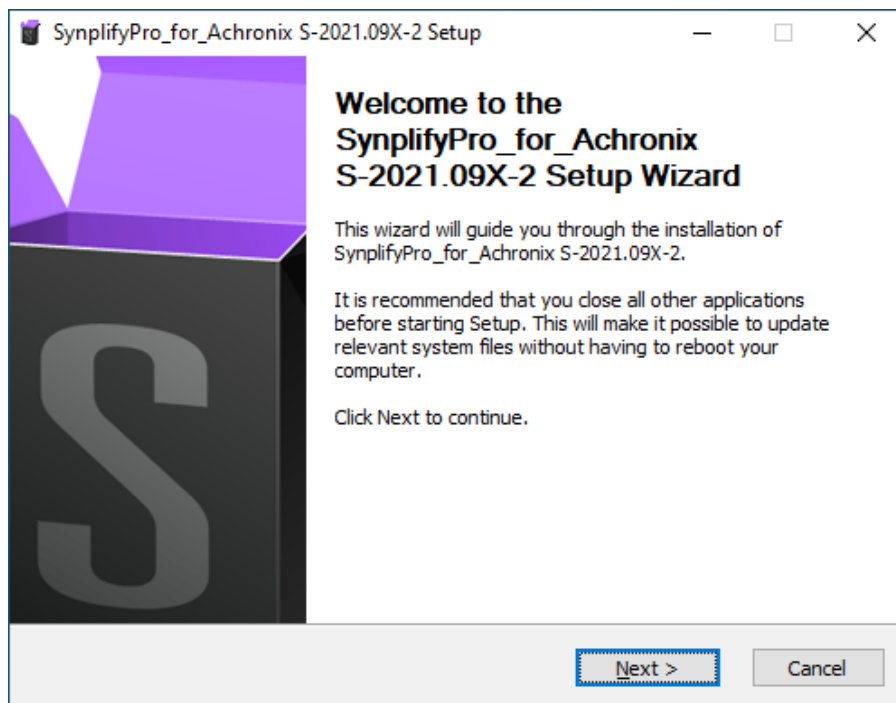 SynplifyPro_for_Achronix S-2021.09X-2 Setup
Welcome to the
SynplifyPro_for_Achronix
S-2021.09X-2 Setup Wizard
This wizard will guide you through the installation of
SynplifyPro_for_Achronix S-2021.09X-2.
It is recommended that you close all other applications
before starting Setup. This will make it possible to update
relevant system files without having to reboot your
computer.
Click Next to continue.
S
Next >
Cancel